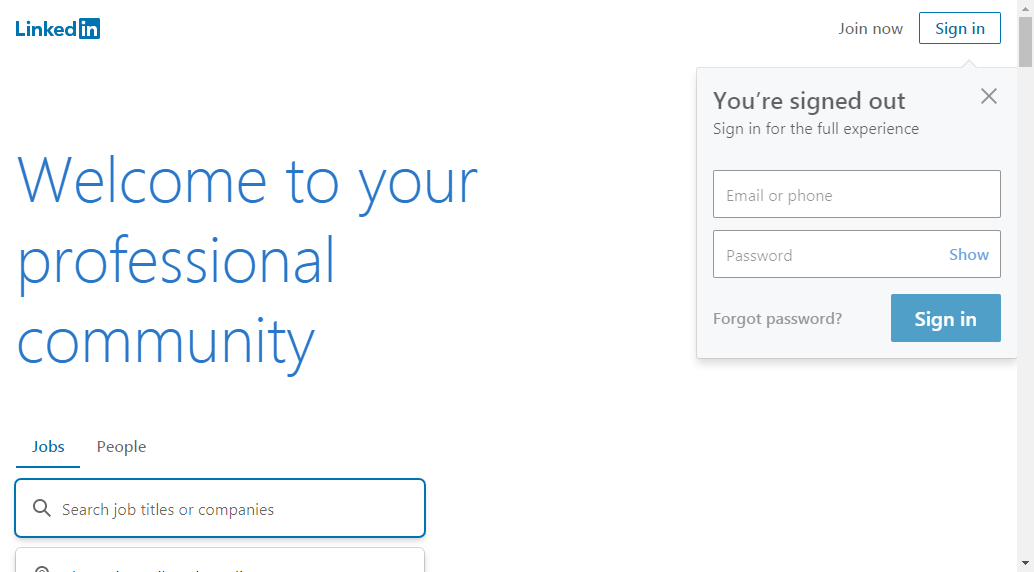 LinkedIn
Join now
Sign in
You're signed out
Sign in for the full experience
Email or phone
Password
Show
Forgot password?
Sign in
Welcome to your
professional
community
Jobs
People
Search job titles or companies